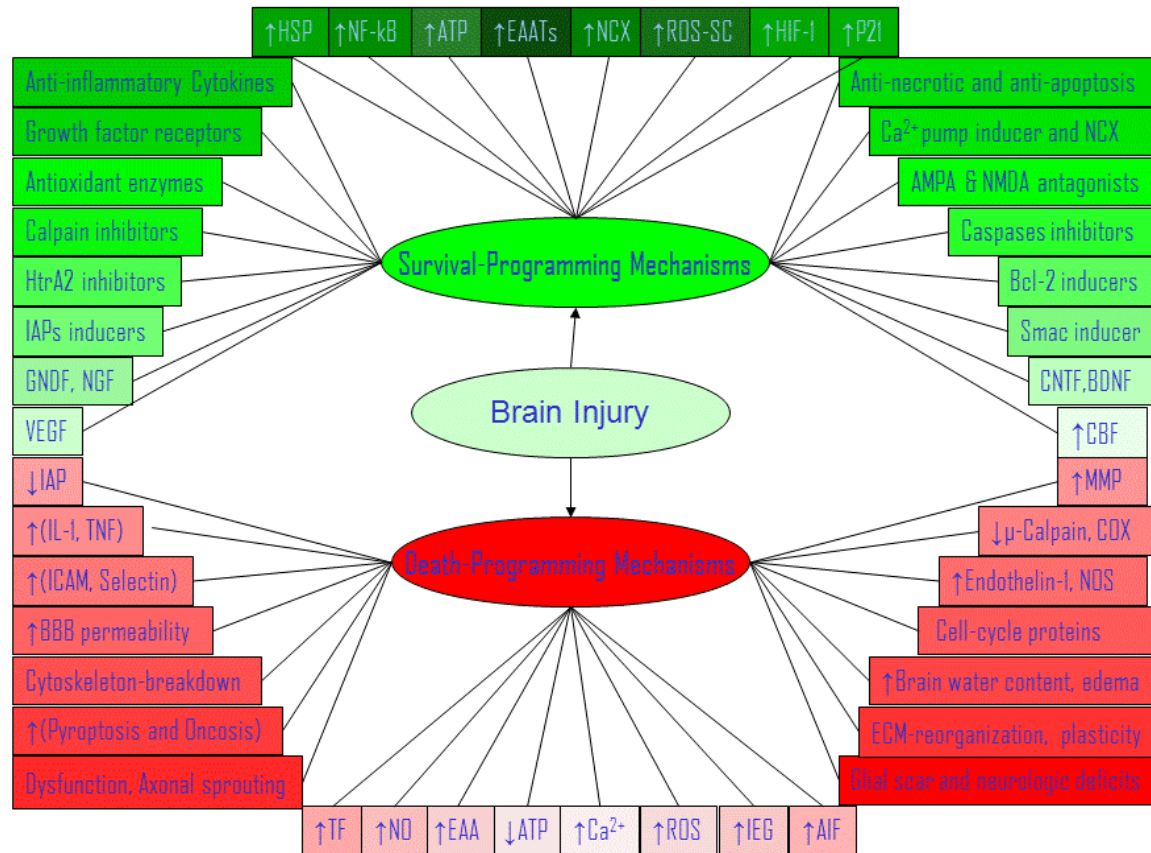 ↑HSP ↑NF-kB ↑ATP ↑EAATs ↑NCX ↑ROS-SC ↑HIF-1 ↑P21
Anti-inflammatory Cytokines
Growth factor receptors
Antioxidant enzymes
Calpain inhibitors
HtrA2 inhibitors
IAPs inducers
GNDF, NGF
VEGF
Anti-necrotic and anti-apoptosis
Ca²⁺ pump inducer and NCX
AMPA & NMDA antagonists
Caspases inhibitors
Bcl-2 inducers
Smac inducer
CNTF,BDNF
↑CBF
Survival-Programming Mechanisms
Brain Injury
Death-Programming Mechanisms
↓IAP
↑(IL-1, TNF)
↑(ICAM, Selectin)
↑BBB permeability
Cytoskeleton-breakdown
↑(Pyroptosis and Oncosis)
Dysfunction, Axonal sprouting
↑MMP
↓µ-Calpain, COX
↑Endothelin-1, NOS
Cell-cycle proteins
↑Brain water content, edema
ECM-reorganization, plasticity
Glial scar and neurologic deficits
↑TF ↑NO ↑EAA ↓ATP ↑Ca²⁺ ↑ROS ↑IEG ↑AIF